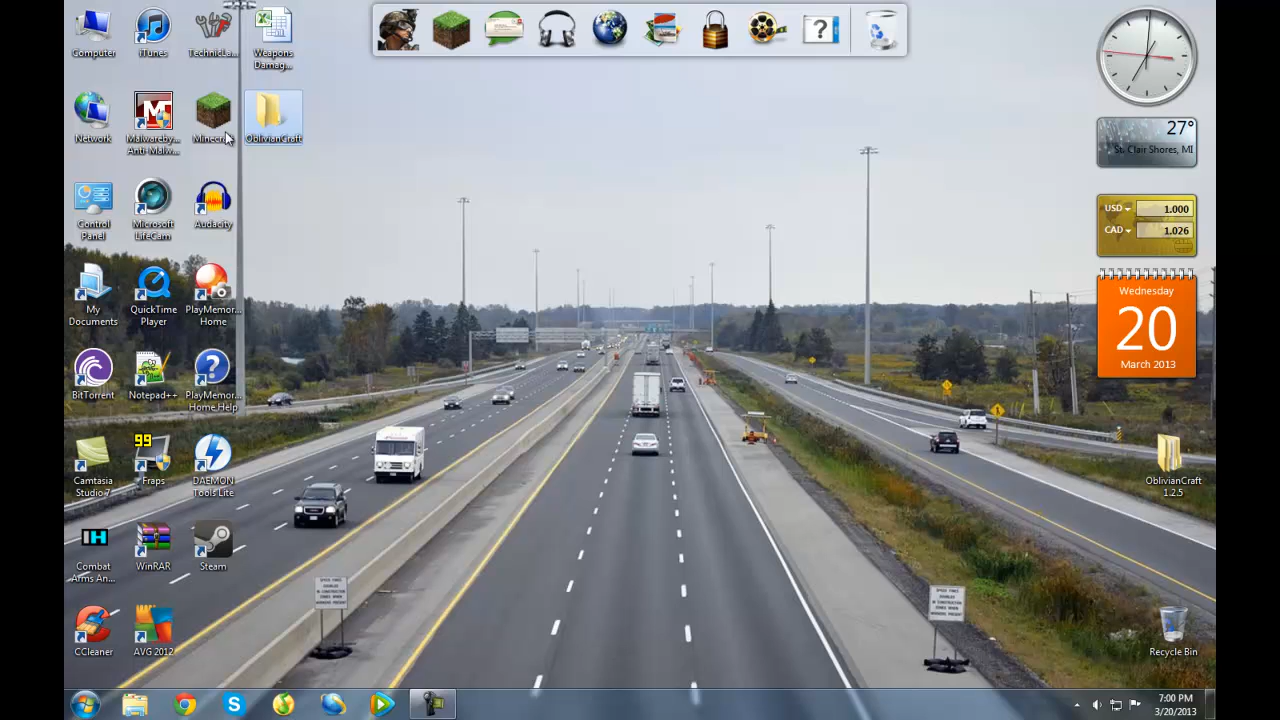 Computer
iTunes
TechnicLa...
Weapons
Damag...
Network
Malwareby...
Anti-Malw...
Minecr
OblivianCraft
Control
Panel
Microsoft
LifeCam
Audacity
My
Documents
QuickTime
Player
PlayMemor...
Home
BitTorrent
Notepad++
PlayMemor...
Home Help
Camtasia
Studio 7
99
Fraps
DAEMON
Tools Lite
Combat
Arms An...
WinRAR
Steam
CCleaner
AVG 2012
27°
St. Clair Shores, MI
USD
1.000
CAD
1.026
Wednesday
20
March 2013
OblivianCraft
1.2.5
Recycle Bin
7:00 PM
3/20/2013